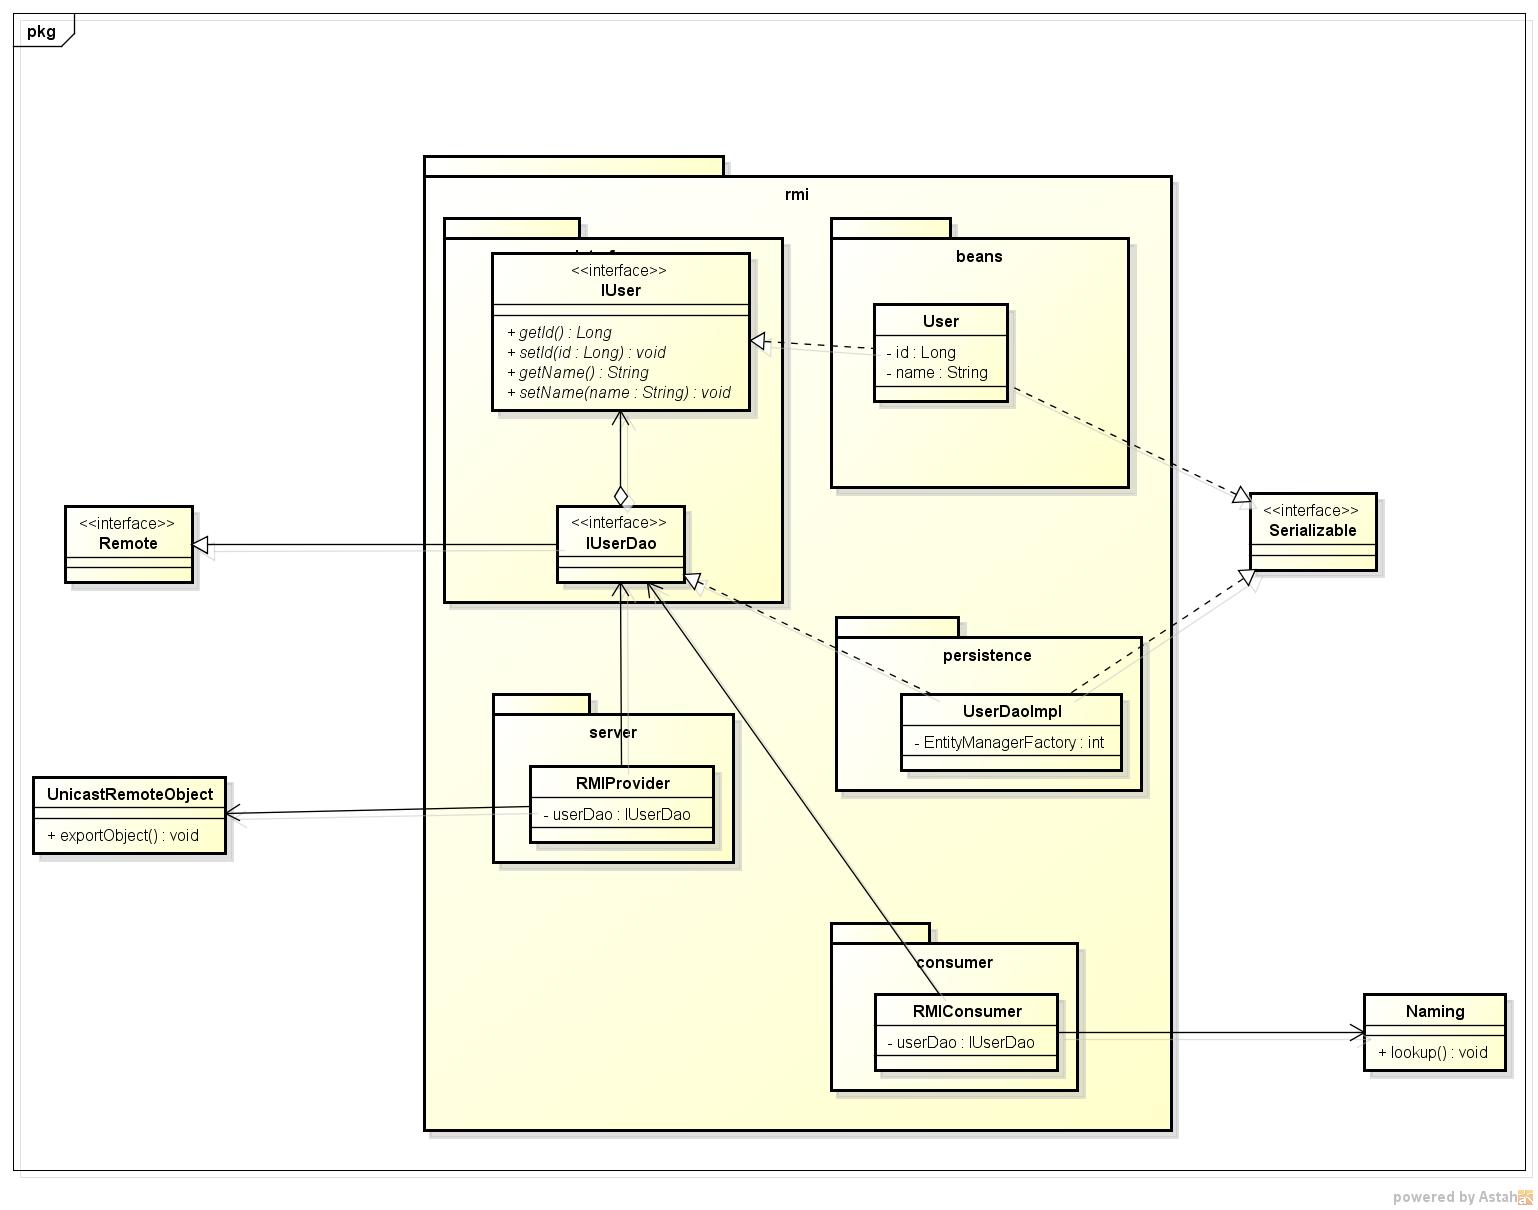 pkg
rmi
<<interface>>
IUser
+ getId() : Long
+ setId(id : Long) : void
+ getName() : String
+ setName(name : String) : void
beans
User
- id : Long
- name : String
<<interface>>
Remote
<<interface>>
IUserDao
<<interface>>
Serializable
persistence
UserDaoImpl
- EntityManagerFactory : int
server
RMIProvider
- userDao : IUserDao
UnicastRemoteObject
+ exportObject() : void
consumer
RMIConsumer
- userDao : IUserDao
Naming
+ lookup() : void
powered by Astah